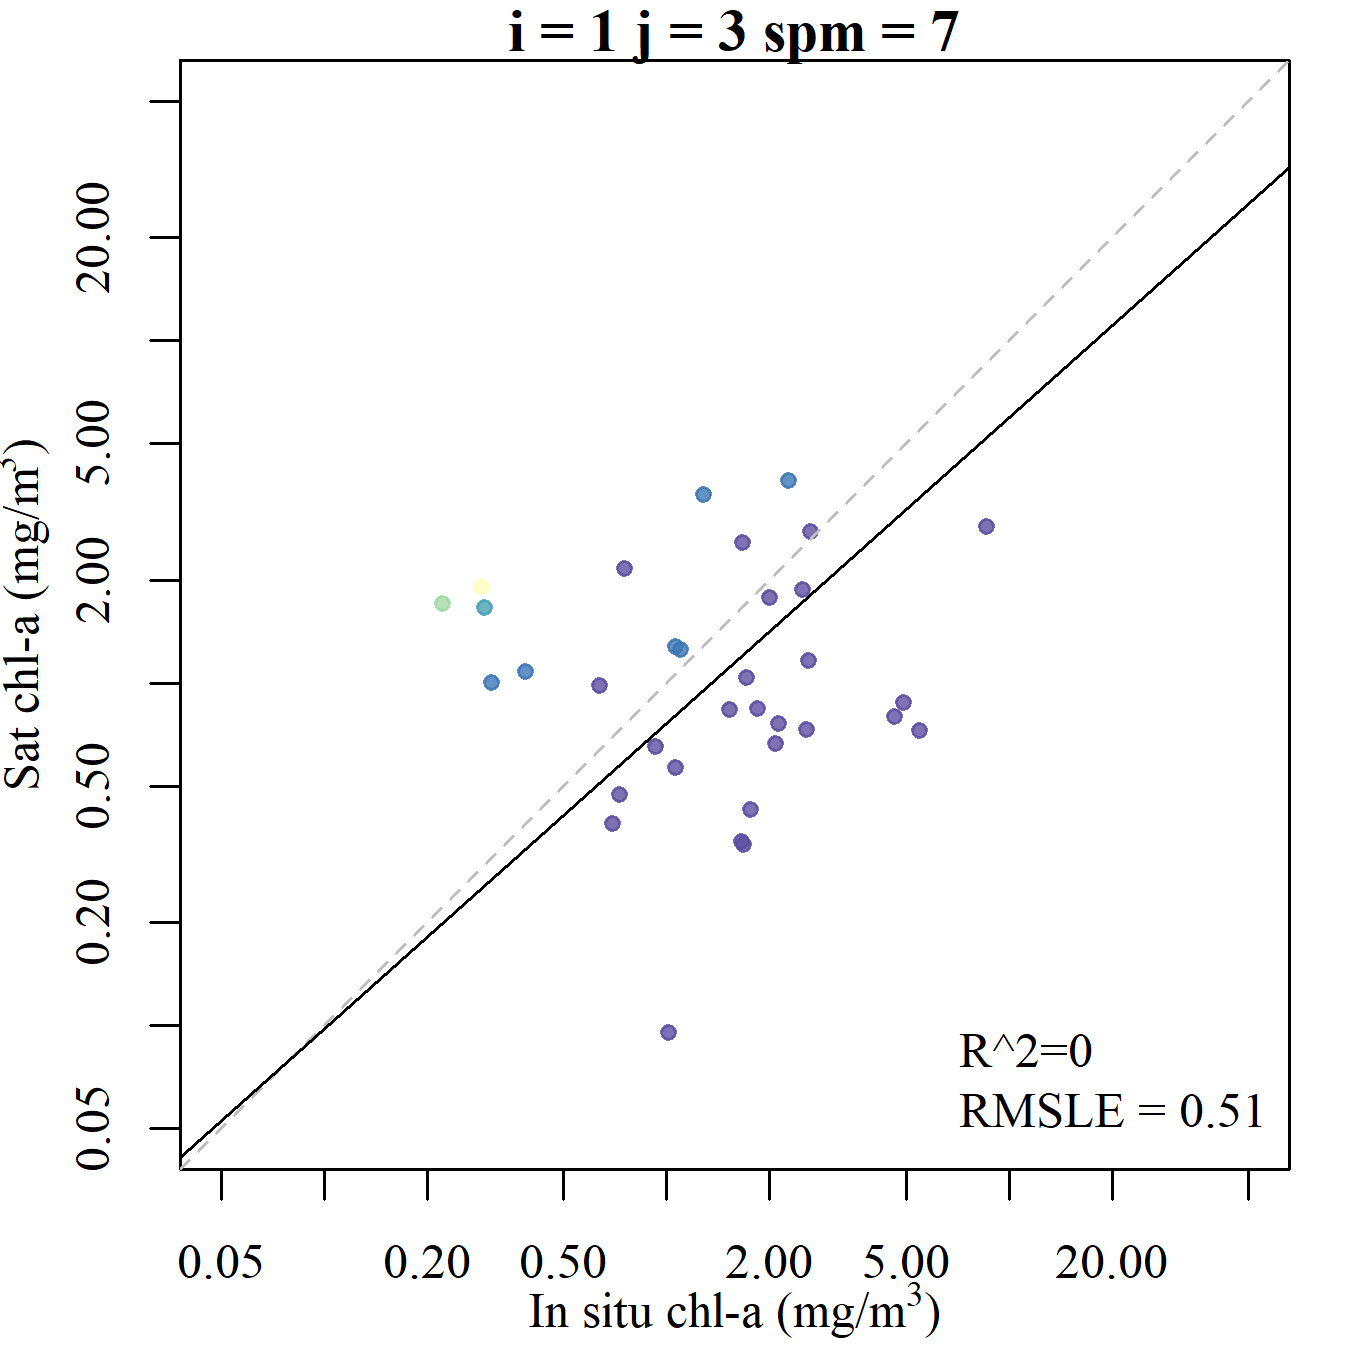 i = 1 j = 3 spm = 7
Sat chl-a (mg/m³)
20.00
5.00
2.00
0.50
0.20
0.05
R^2=0
RMSLE = 0.51
0.05 0.20 0.50 2.00 5.00 20.00
In situ chl-a (mg/m³)